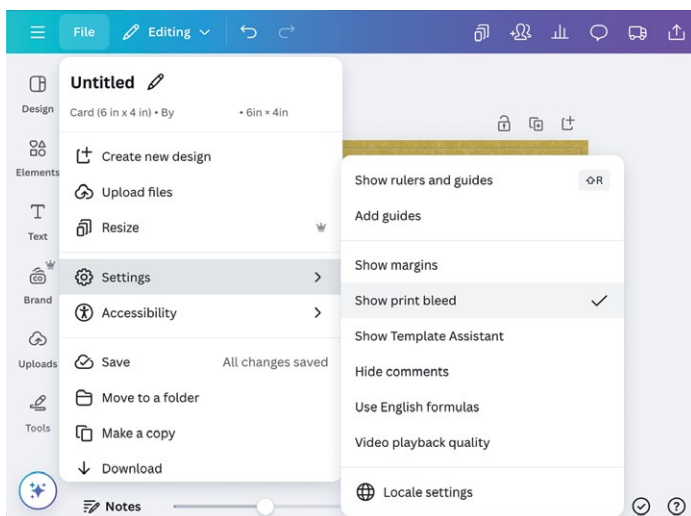 File
Editing
Untitled
Card (6 in x 4 in) • By • 6in × 4in
Create new design
Upload files
Resize
Settings
Accessibility
Save All changes saved
Move to a folder
Make a copy
Download
Design
Elements
Text
Brand
CO
Uploads
Tools
Show rulers and guides ⇧R
Add guides
Show margins
Show print bleed
Show Template Assistant
Hide comments
Use English formulas
Video playback quality
Locale settings
Notes